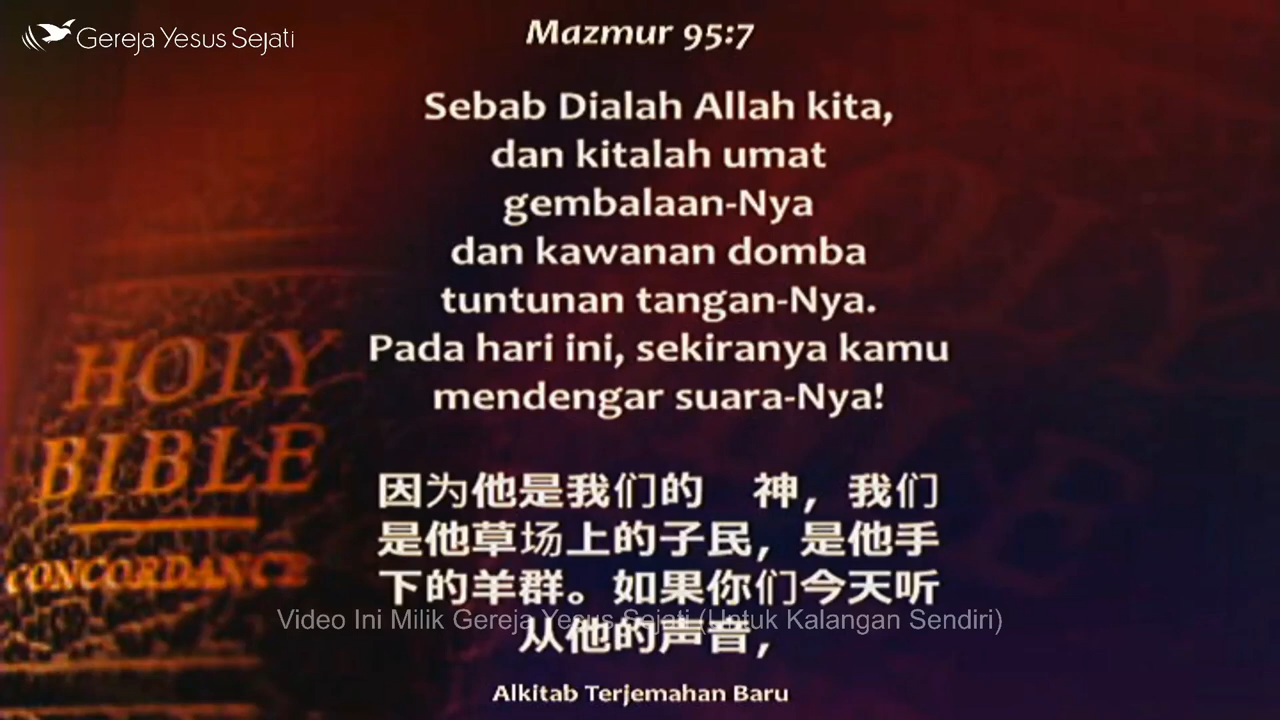 Gereja Yesus Sejati
Mazmur 95:7
Sebab Dialah Allah kita,
dan kitalah umat
gembalaan-Nya
dan kawanan domba
tuntunan tangan-Nya.
Pada hari ini, sekiranya kamu
mendengar suara-Nya!
HOLY
BIBLE
CONCORDANCE
因为他是我们的　神，我们
是他草场上的子民，是他手
下的羊群。如果你们今天听
Video Ini Milik Gereja Yesus Sejati (Untuk Kalangan Sendiri)
从他的声音，
Alkitab Terjemahan Baru